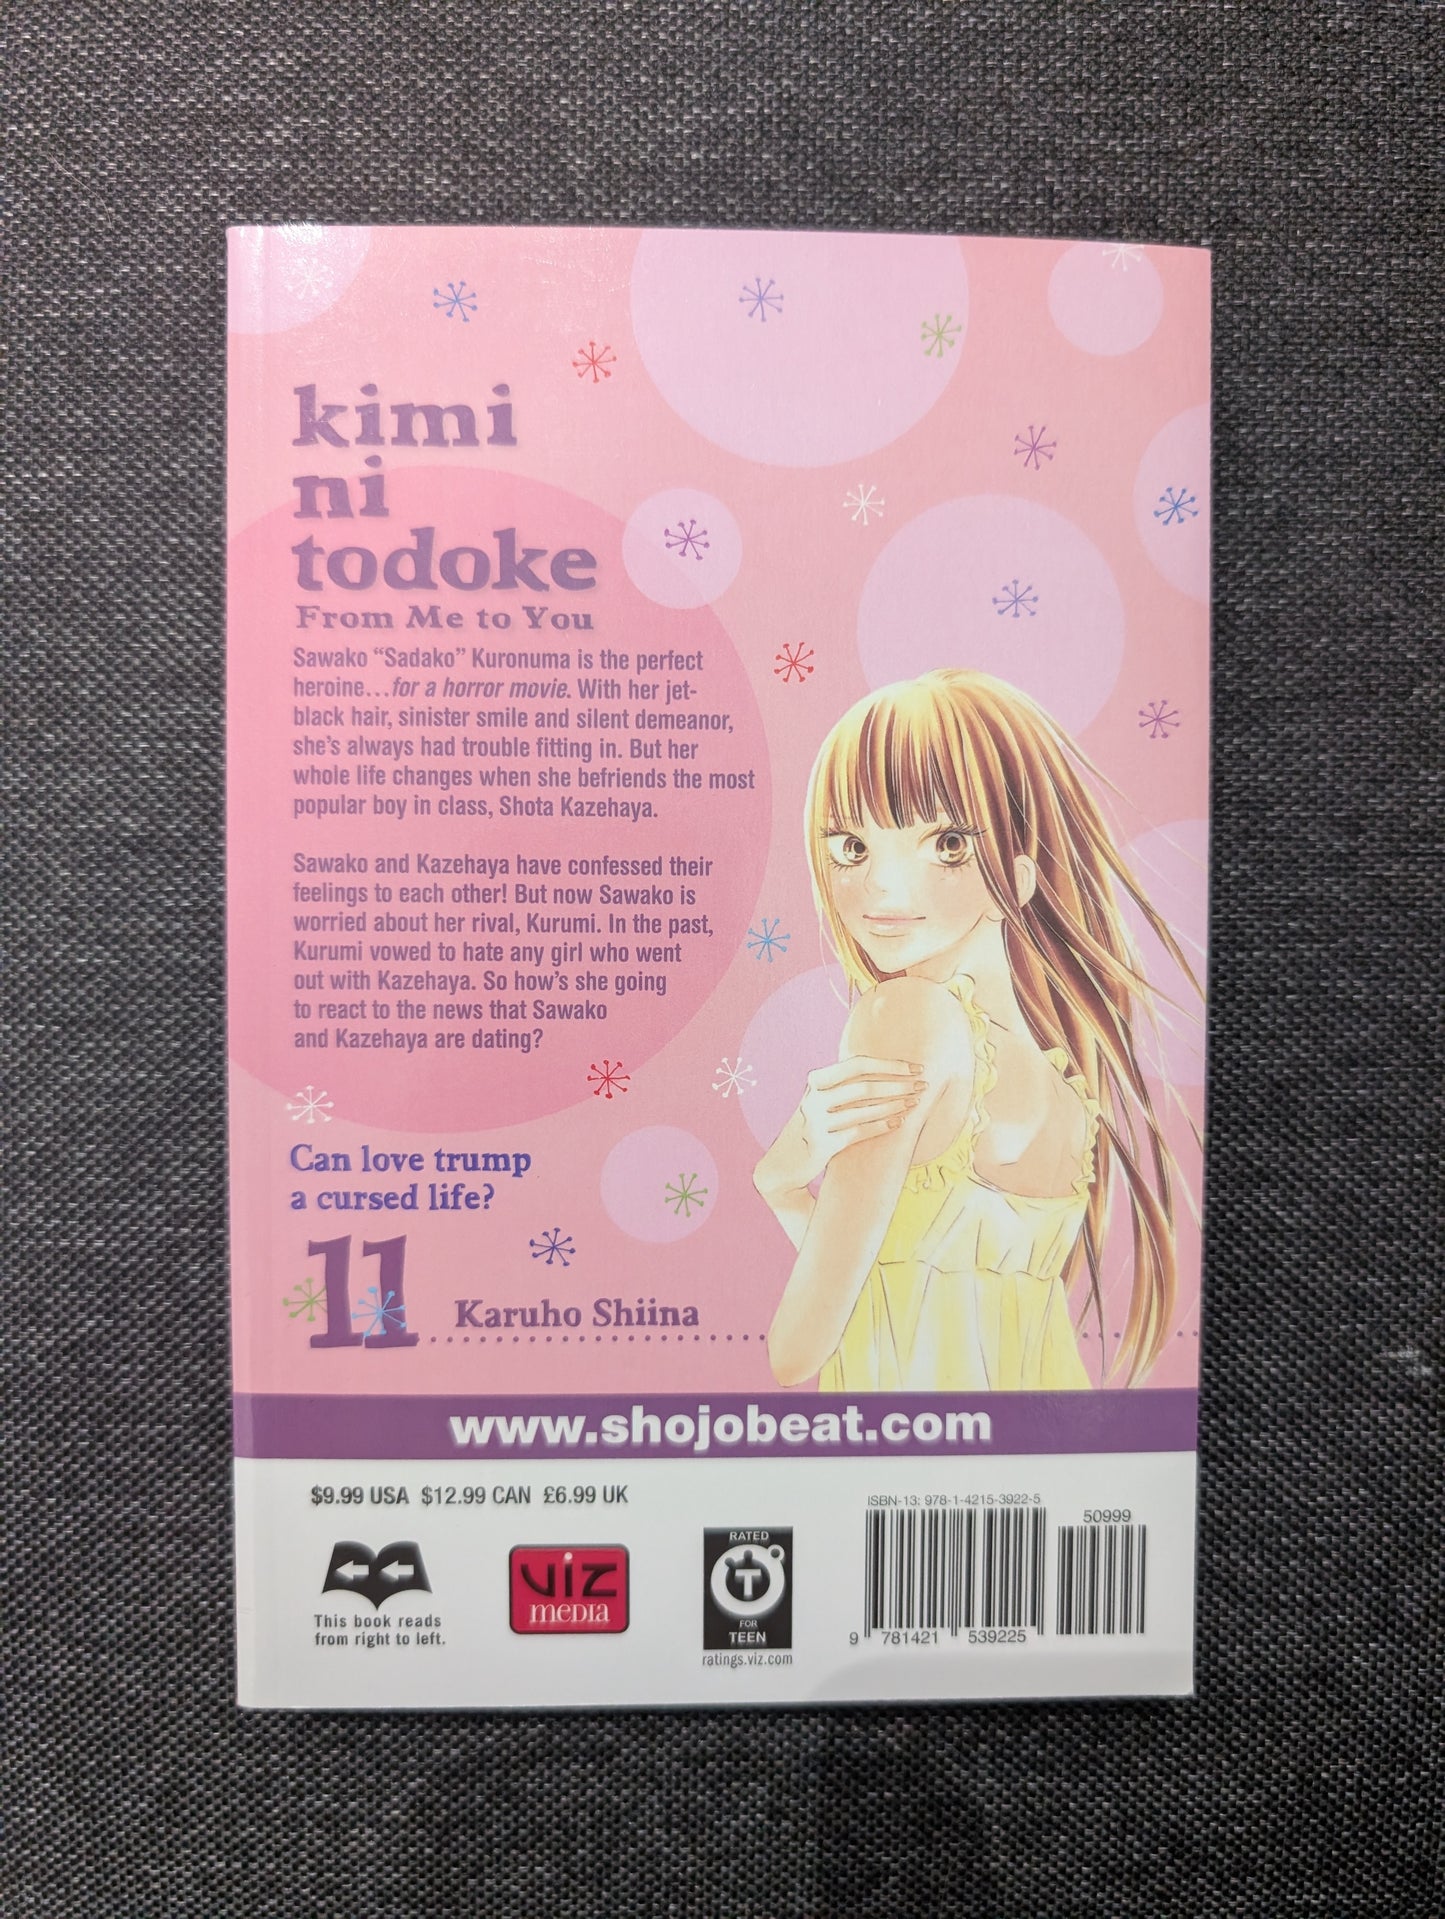 kimi
ni
todoke
From Me to You
Sawako “Sadako” Kuronuma is the perfect
heroine…for a horror movie. With her jet-
black hair, sinister smile and silent demeanor,
she’s always had trouble fitting in. But her
whole life changes when she befriends the most
popular boy in class, Shota Kazehaya.
Sawako and Kazehaya have confessed their
feelings to each other! But now Sawako is
worried about her rival, Kurumi. In the past,
Kurumi vowed to hate any girl who went
out with Kazehaya. So how’s she going
to react to the news that Sawako
and Kazehaya are dating?
Can love trump
a cursed life?
11
Karuho Shiina
www.shojobeat.com
$9.99 USA $12.99 CAN £6.99 UK
This book reads
from right to left.
VIZ
MEDIA
RATED
T
FOR
TEEN
ratings.viz.com
ISBN-13: 978-1-4215-3922-5
50999
9 781421 539225